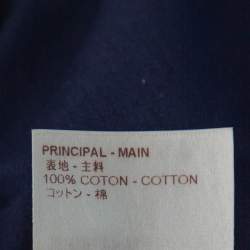 PRINCIPAL - MAIN
表地 - 主料
100% COTON - COTTON
コットン - 棉